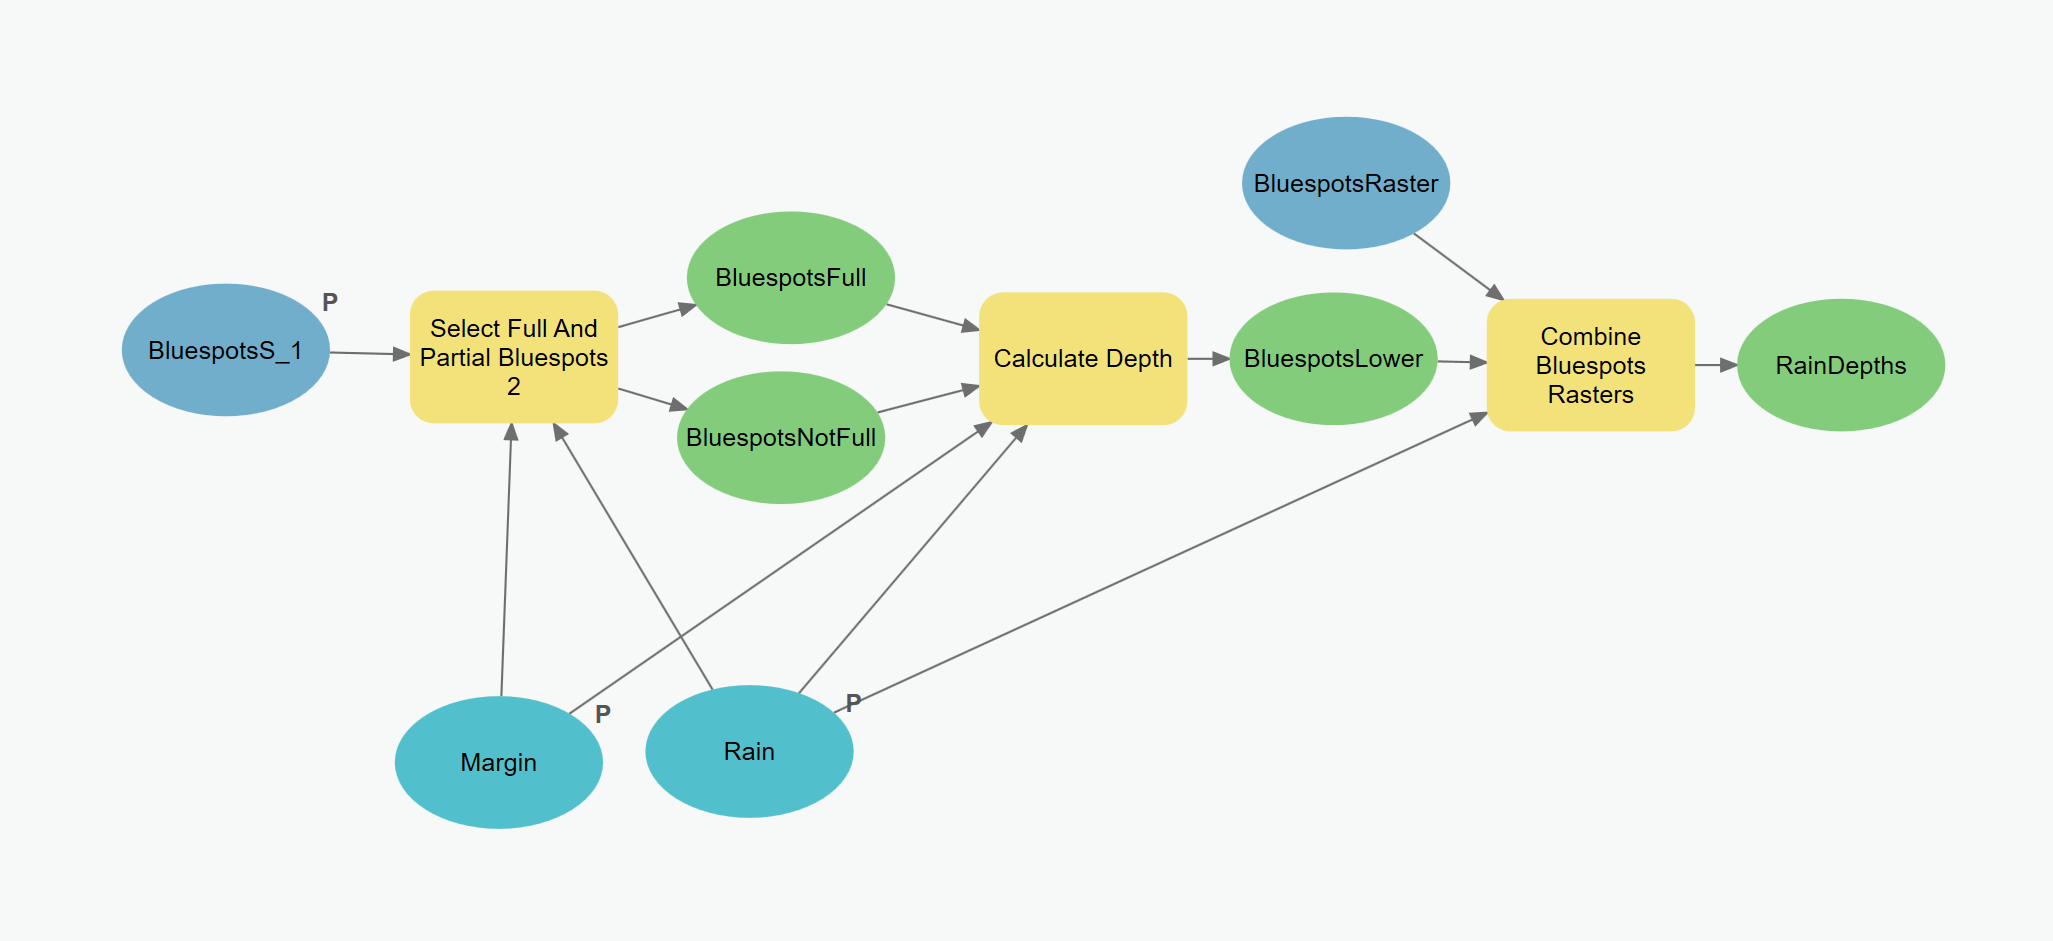 BluespotsS_1
P
Select Full And
Partial Bluespots
2
BluespotsFull
BluespotsNotFull
Calculate Depth
BluespotsRaster
BluespotsLower
Combine
Bluespots
Rasters
RainDepths
Margin
P
Rain
P